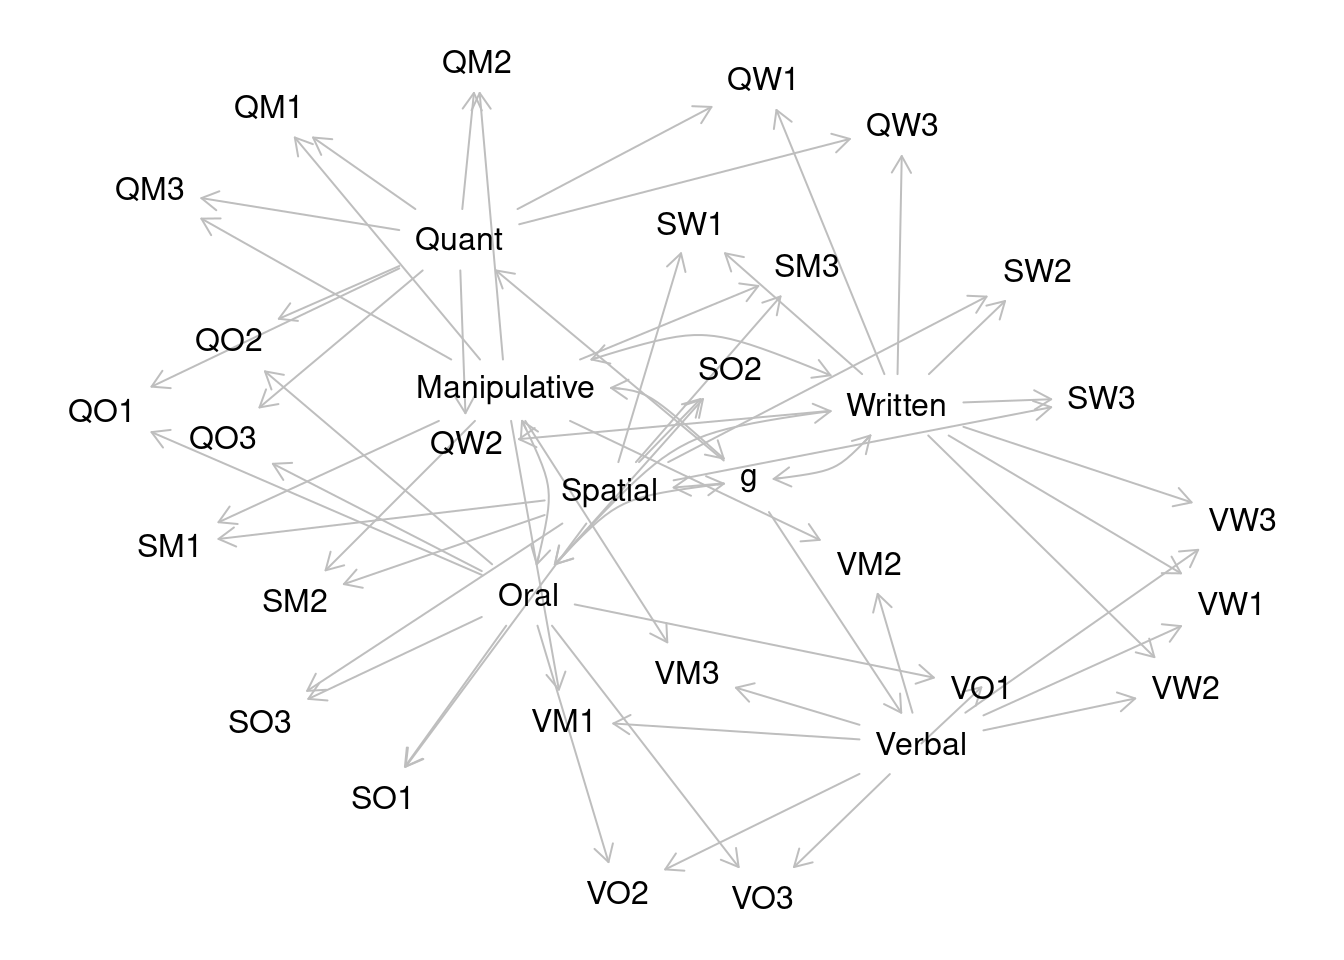 QM2
QW1
QM1
QW3
QM3
SW1
Quant
SM3
SW2
QO2
SO2
Manipulative
SW3
Written
QO1
QO3
QW2
g
Spatial
VW3
SM1
VM2
Oral
SM2
VW1
VM3
VO1
VW2
SO3
VM1
Verbal
SO1
VO2
VO3